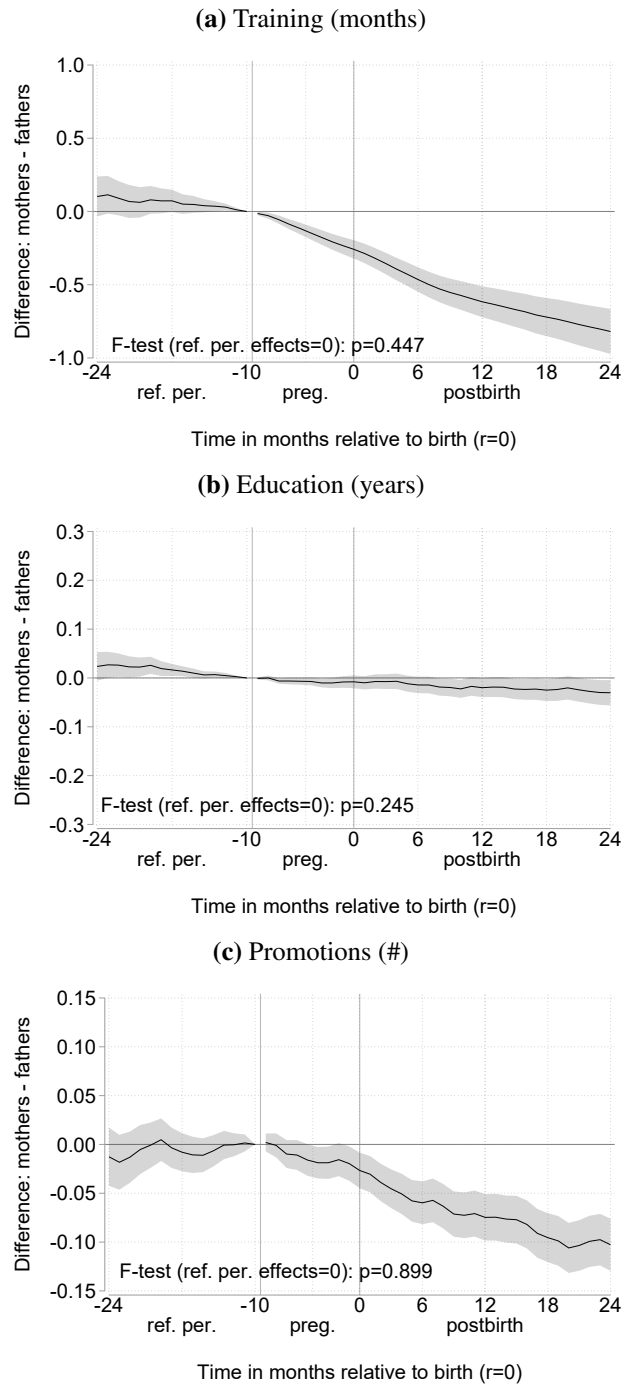 (a) Training (months)
1.0
0.5
0.0
-0.5
-1.0
Difference: mothers - fathers
F-test (ref. per. effects=0): p=0.447
-24 -10 0 6 12 18 24
ref. per. preg. postbirth
Time in months relative to birth (r=0)
(b) Education (years)
0.3
0.2
0.1
0.0
-0.1
-0.2
-0.3
Difference: mothers - fathers
F-test (ref. per. effects=0): p=0.245
-24 -10 0 6 12 18 24
ref. per. preg. postbirth
Time in months relative to birth (r=0)
(c) Promotions (#)
0.15
0.10
0.05
0.00
-0.05
-0.10
-0.15
Difference: mothers - fathers
F-test (ref. per. effects=0): p=0.899
-24 -10 0 6 12 18 24
ref. per. preg. postbirth
Time in months relative to birth (r=0)